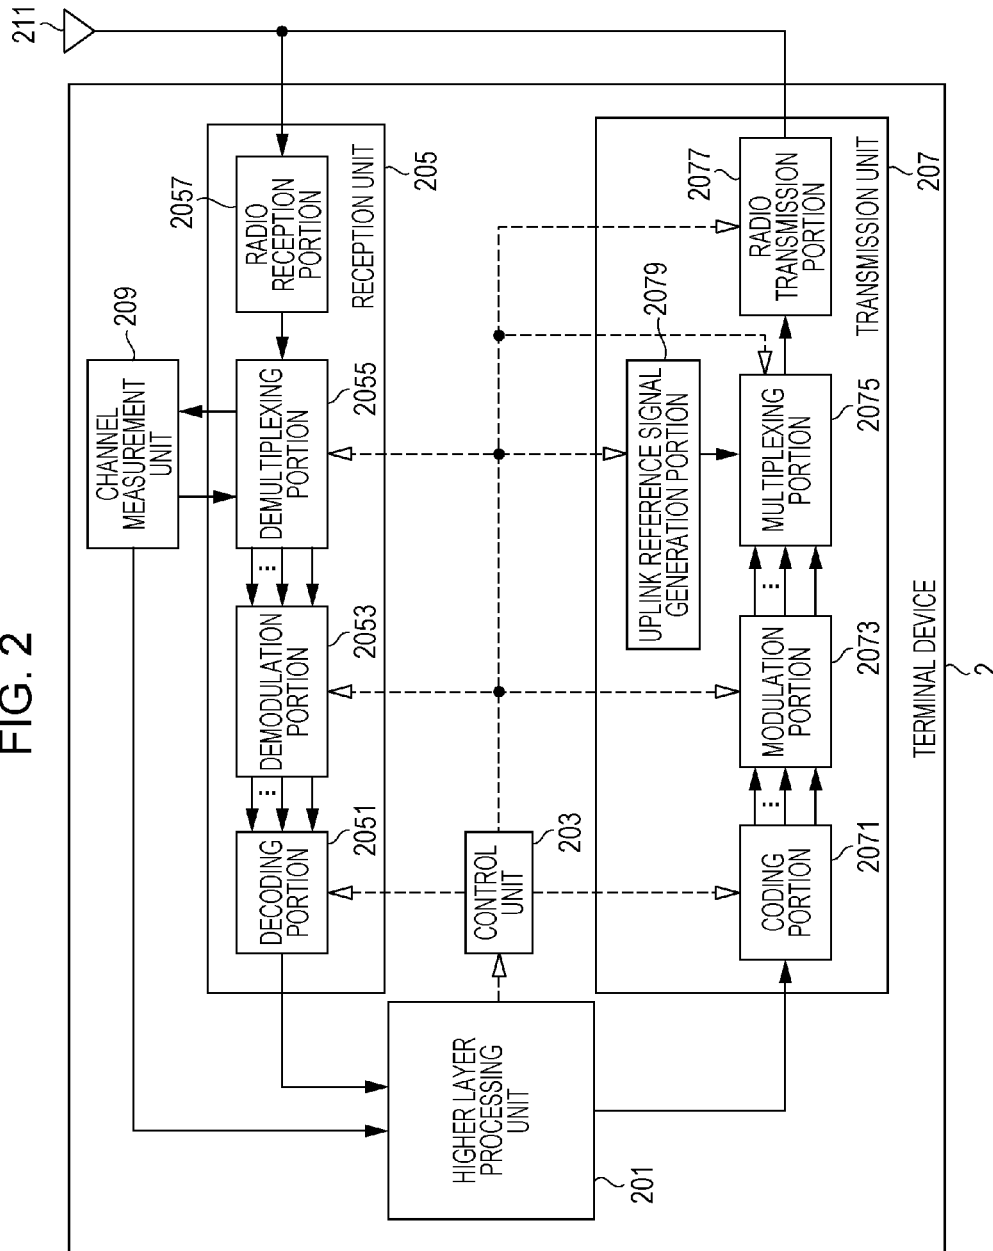 FIG. 2
TERMINAL DEVICE
2
211
HIGHER LAYER
PROCESSING
UNIT
201
CONTROL
UNIT
203
CHANNEL
MEASUREMENT
UNIT
209
RECEPTION UNIT
205
DECODING
PORTION
2051
...
DEMODULATION
PORTION
2053
...
DEMULTIPLEXING
PORTION
2055
RADIO
RECEPTION
PORTION
2057
TRANSMISSION UNIT
207
CODING
PORTION
2071
...
MODULATION
PORTION
2073
...
MULTIPLEXING
PORTION
2075
RADIO
TRANSMISSION
PORTION
2077
UPLINK REFERENCE SIGNAL
GENERATION PORTION
2079